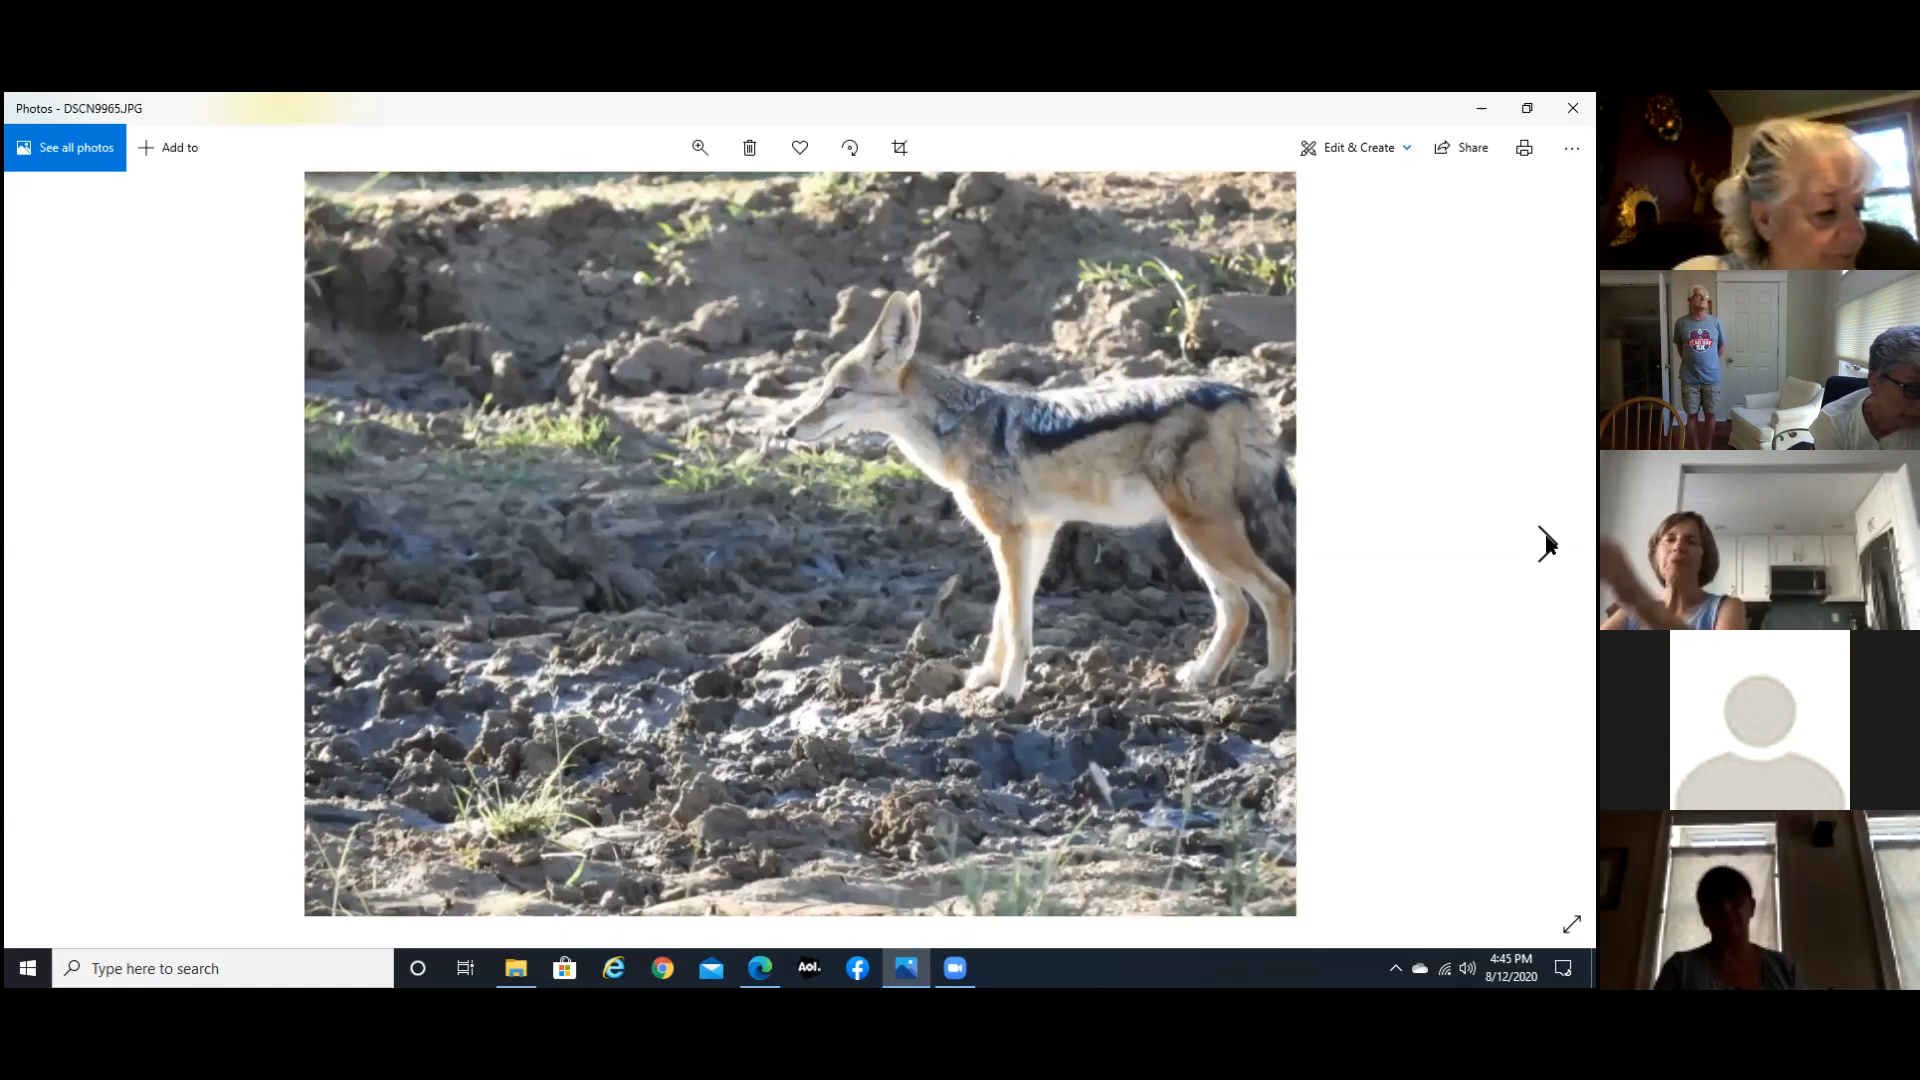 Photos - DSCN9965.JPG
See all photos
Add to
Edit & Create
Share
Type here to search
Aol.
4:45 PM
8/12/2020